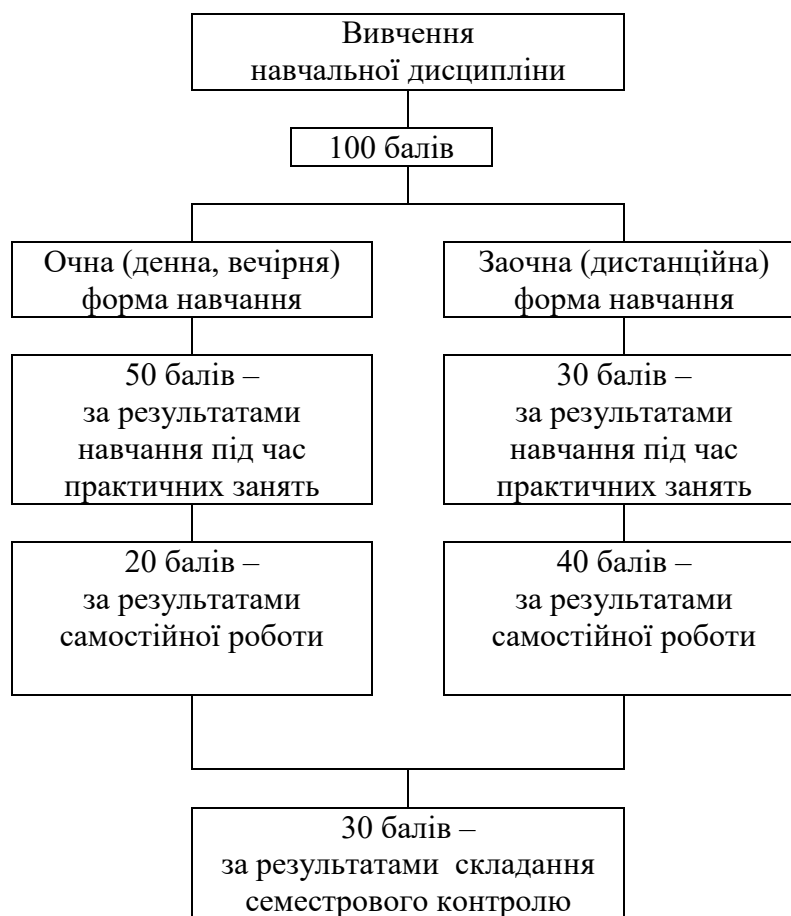 Вивчення
навчальної дисципліни
100 балів
Очна (денна, вечірня)
форма навчання
Заочна (дистанційна)
форма навчання
50 балів –
за результатами
навчання під час
практичних занять
30 балів –
за результатами
навчання під час
практичних занять
20 балів –
за результатами
самостійної роботи
40 балів –
за результатами
самостійної роботи
30 балів –
за результатами складання
семестрового контролю